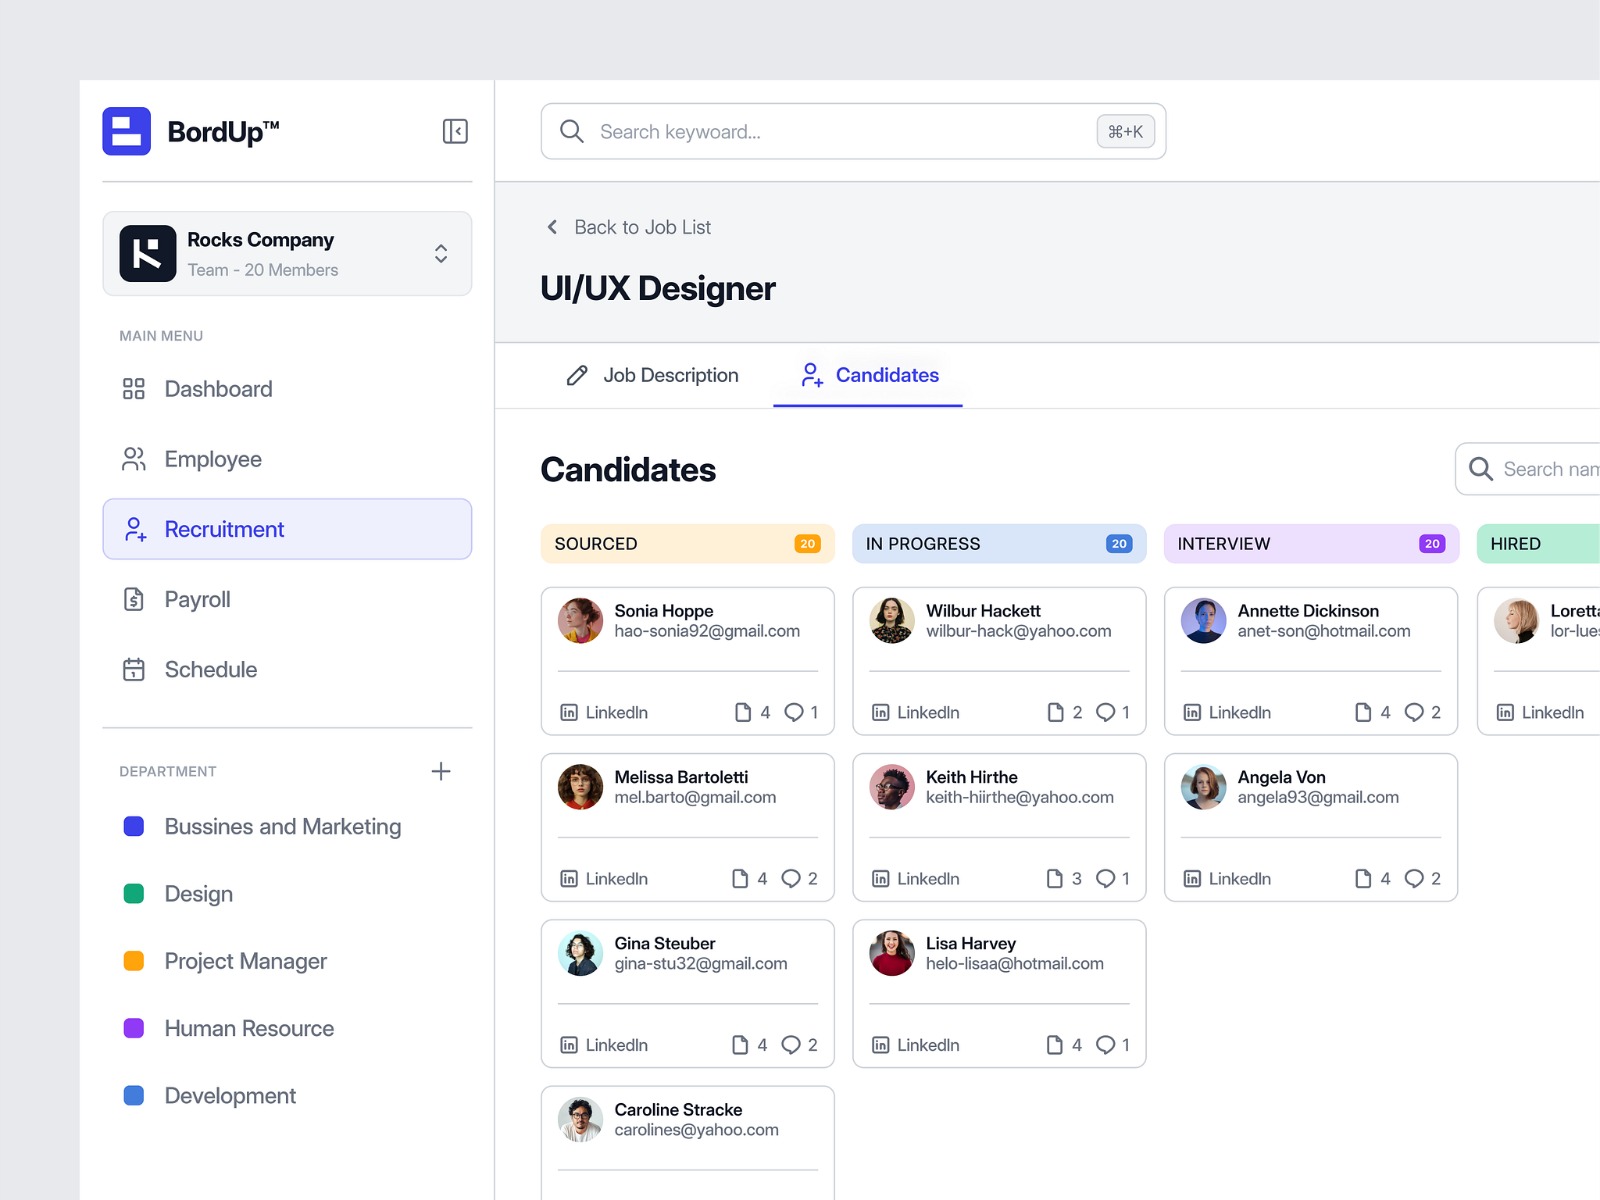 BordUp™
Search keywoard...
⌘+K
Rocks Company
Team - 20 Members
MAIN MENU
Dashboard
Employee
Recruitment
Payroll
Schedule
DEPARTMENT
Bussines and Marketing
Design
Project Manager
Human Resource
Development
Back to Job List
UI/UX Designer
Job Description
Candidates
Candidates
Search nam
SOURCED 20
Sonia Hoppe
hao-sonia92@gmail.com
LinkedIn 4 1
Melissa Bartoletti
mel.barto@gmail.com
LinkedIn 4 2
Gina Steuber
gina-stu32@gmail.com
LinkedIn 4 2
Caroline Stracke
carolines@yahoo.com
IN PROGRESS 20
Wilbur Hackett
wilbur-hack@yahoo.com
LinkedIn 2 1
Keith Hirthe
keith-hiirthe@yahoo.com
LinkedIn 3 1
Lisa Harvey
helo-lisaa@hotmail.com
LinkedIn 4 1
INTERVIEW 20
Annette Dickinson
anet-son@hotmail.com
LinkedIn 4 2
Angela Von
angela93@gmail.com
LinkedIn 4 2
HIRED
Loretta
lor-lues
LinkedIn